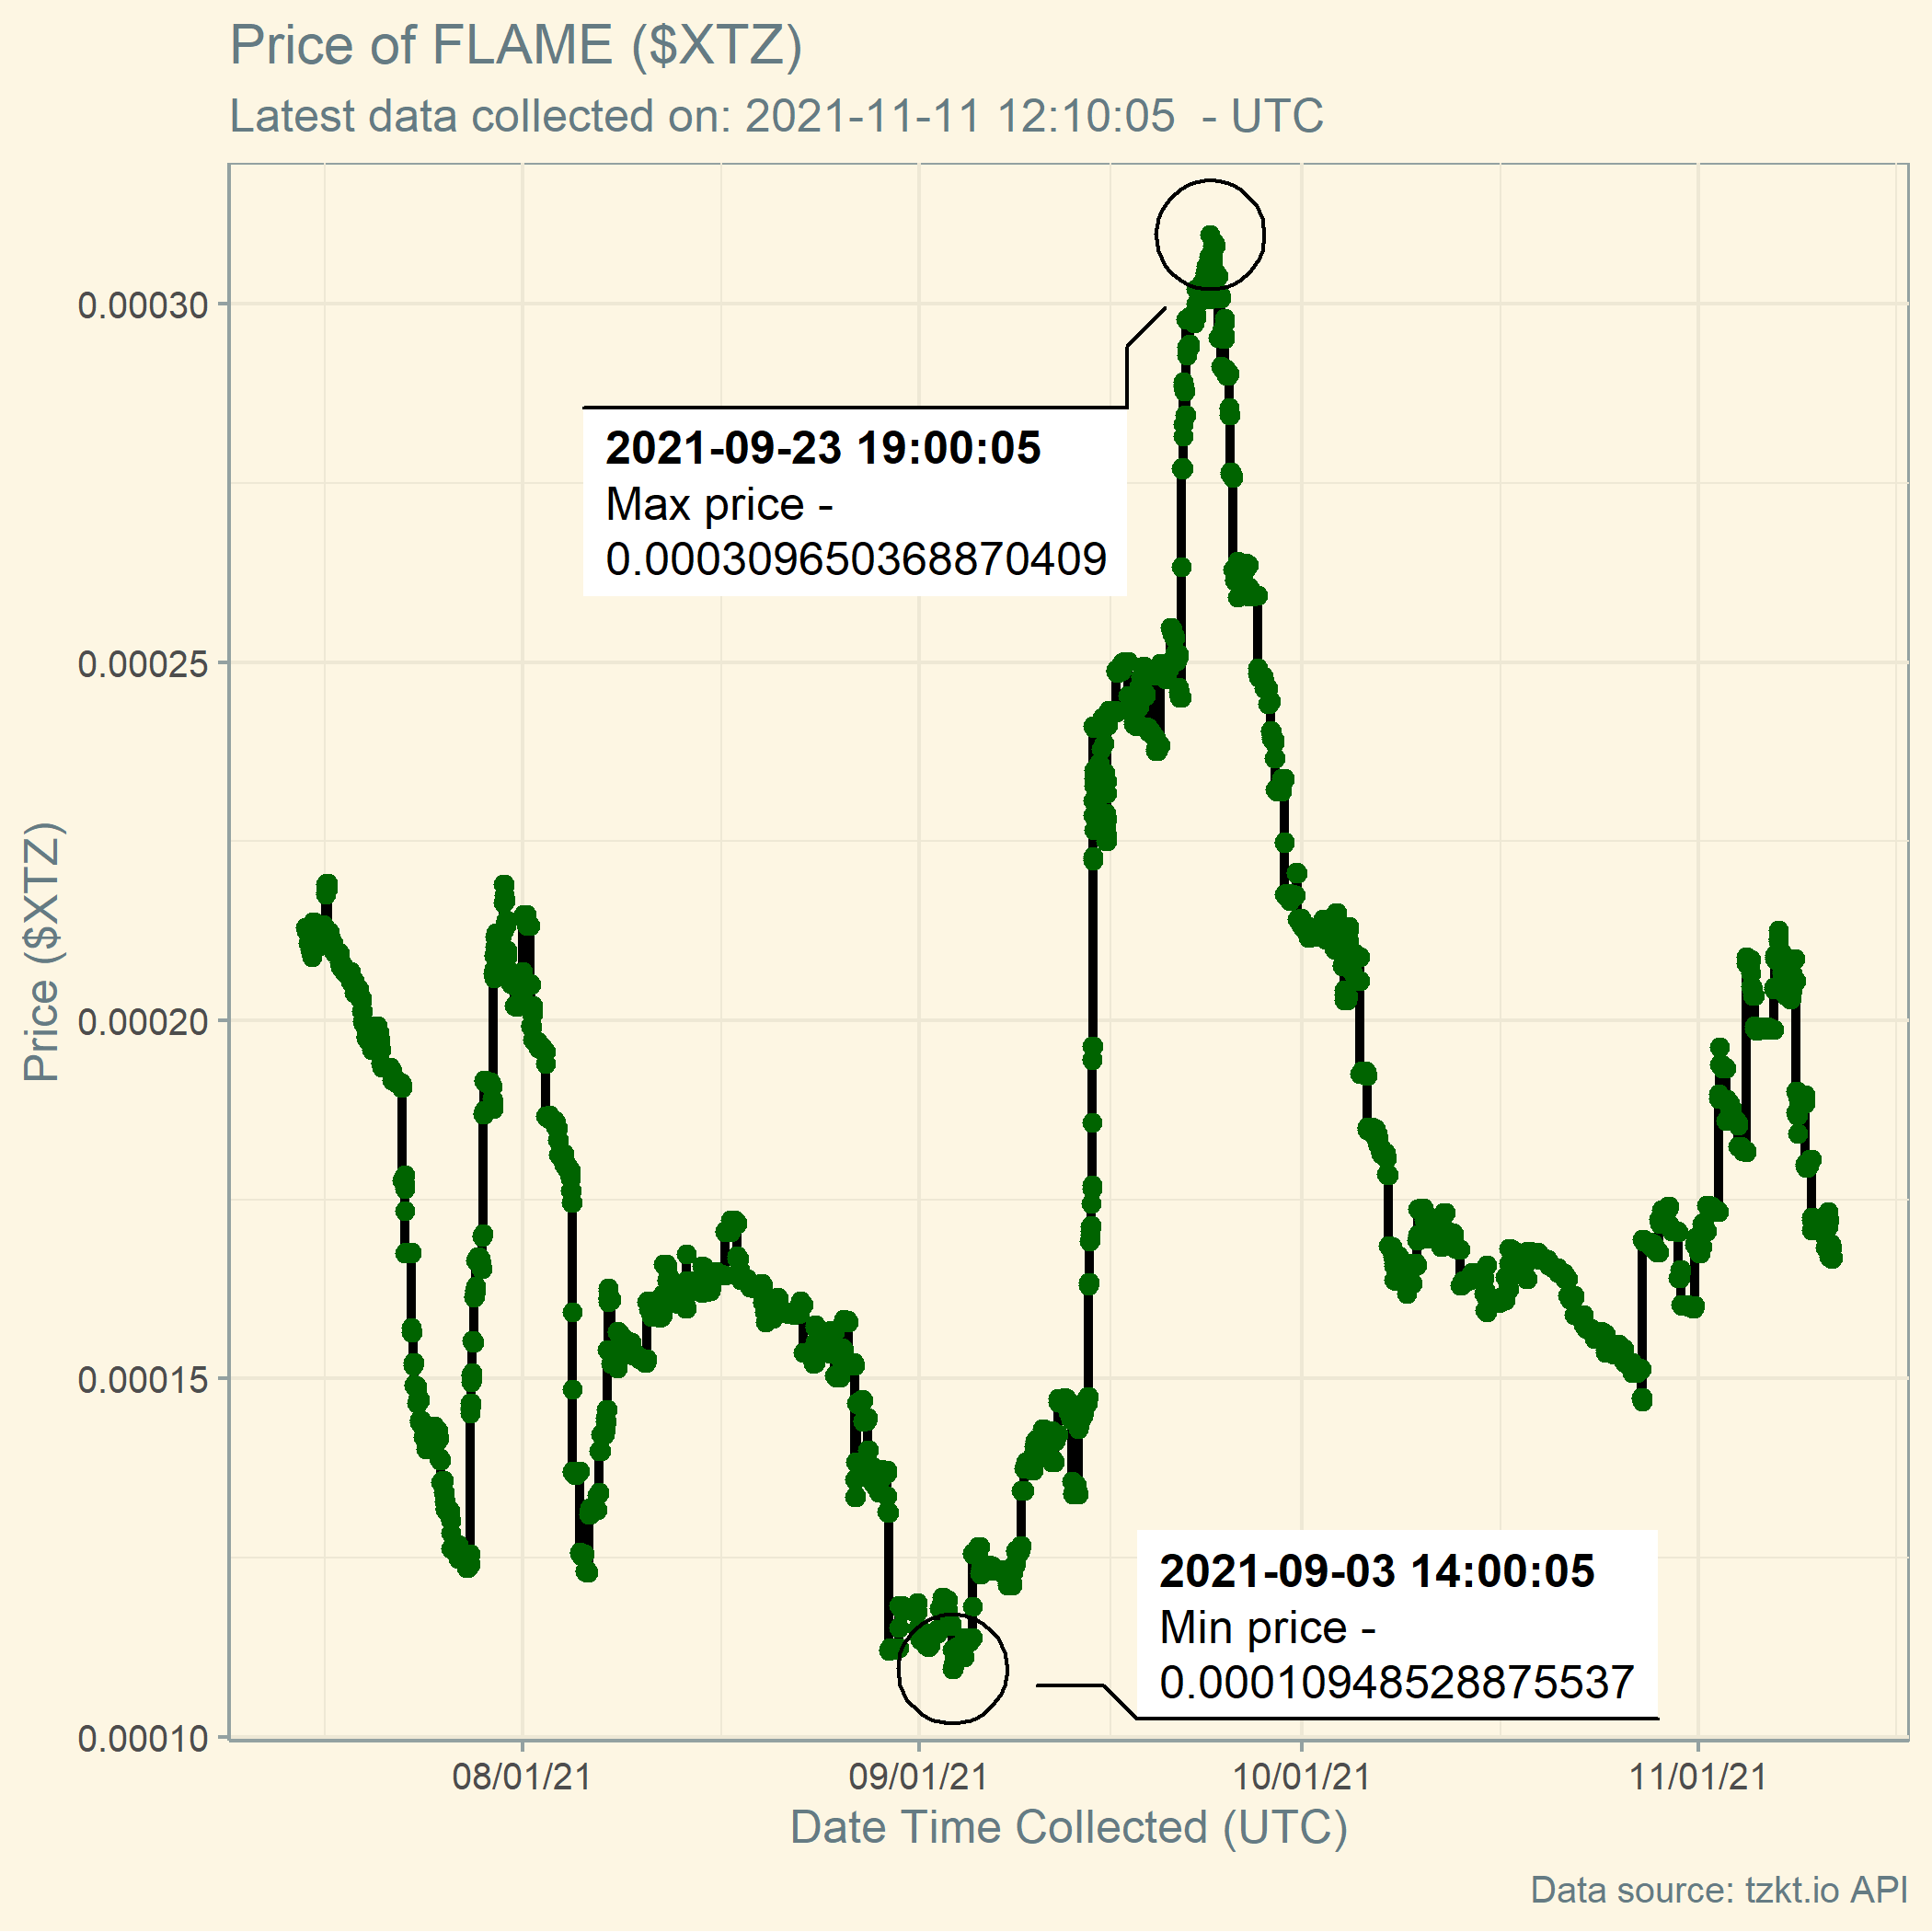 Price of FLAME ($XTZ)
Latest data collected on: 2021-11-11 12:10:05  - UTC
Price ($XTZ)
0.00030
0.00025
0.00020
0.00015
0.00010
2021-09-23 19:00:05
Max price -
0.000309650368870409
2021-09-03 14:00:05
Min price -
0.00010948528875537
08/01/21
09/01/21
10/01/21
11/01/21
Date Time Collected (UTC)
Data source: tzkt.io API